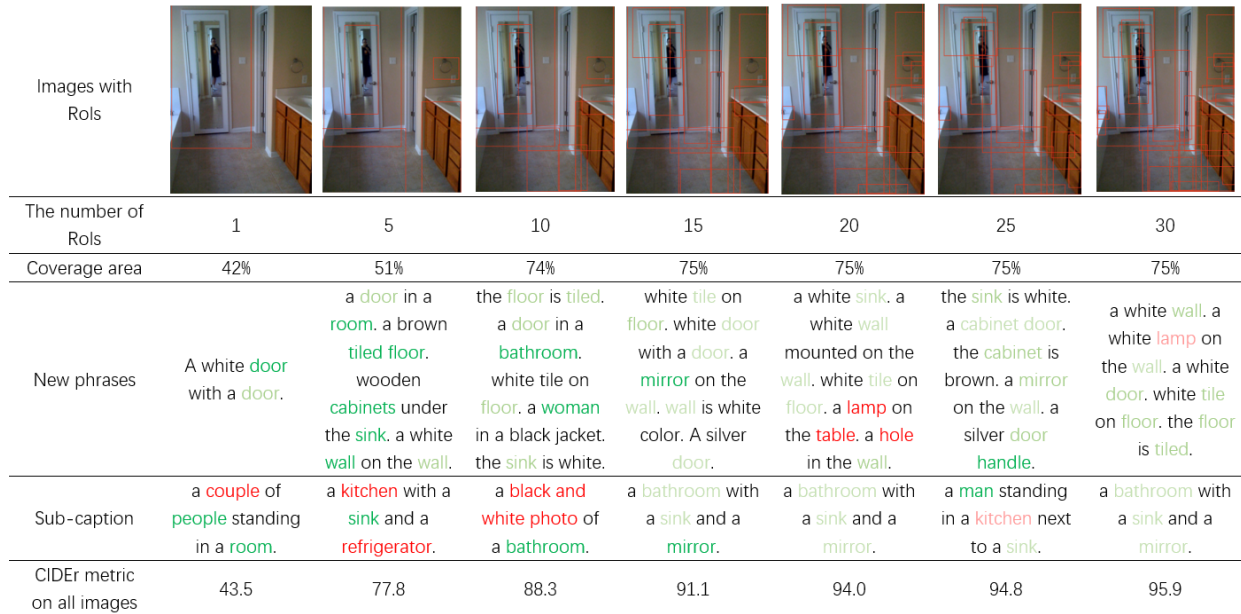 Images with
RoIs
The number of
RoIs
1
5
10
15
20
25
30
Coverage area
42%
51%
74%
75%
75%
75%
75%
New phrases
A white door
with a door.
a door in a
room. a brown
tiled floor.
wooden
cabinets under
the sink. a white
wall on the wall.
the floor is tiled.
a door in a
bathroom.
white tile on
floor. a woman
in a black jacket.
the sink is white.
white tile on
floor. white door
with a door. a
mirror on the
wall. wall is white
color. A silver
door.
a white sink. a
white wall
mounted on the
wall. white tile on
floor. a lamp on
the table. a hole
in the wall.
the sink is white.
a cabinet door.
the cabinet is
brown. a mirror
on the wall. a
silver door
handle.
a white wall. a
white lamp on
the wall. a white
door. white tile
on floor. the floor
is tiled.
Sub-caption
a couple of
people standing
in a room.
a kitchen with a
sink and a
refrigerator.
a black and
white photo of
a bathroom.
a bathroom with
a sink and a
mirror.
a bathroom with
a sink and a
mirror.
a man standing
in a kitchen next
to a sink.
a bathroom with
a sink and a
mirror.
CIDEr metric
on all images
43.5
77.8
88.3
91.1
94.0
94.8
95.9